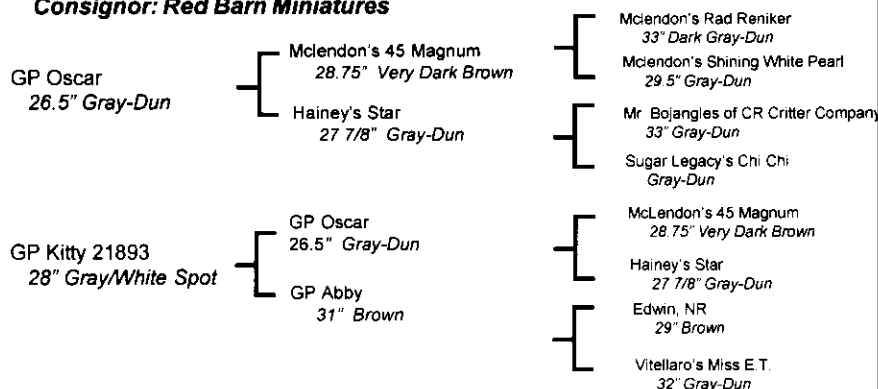 Consignor: Red Barn Miniatures
GP Oscar
26.5" Gray-Dun
Mclendon's 45 Magnum
28.75" Very Dark Brown
Hainey's Star
27 7/8" Gray-Dun
Mclendon's Rad Reniker
33" Dark Gray-Dun
Mclendon's Shining White Pearl
29.5" Gray-Dun
Mr Bojangles of CR Critter Company
33" Gray-Dun
Sugar Legacy's Chi Chi
Gray-Dun
GP Kitty 21893
28" Gray/White Spot
GP Oscar
26.5" Gray-Dun
GP Abby
31" Brown
McLendon's 45 Magnum
28.75" Very Dark Brown
Hainey's Star
27 7/8" Gray-Dun
Edwin, NR
29" Brown
Vitellaro's Miss E.T.
32" Gray-Dun